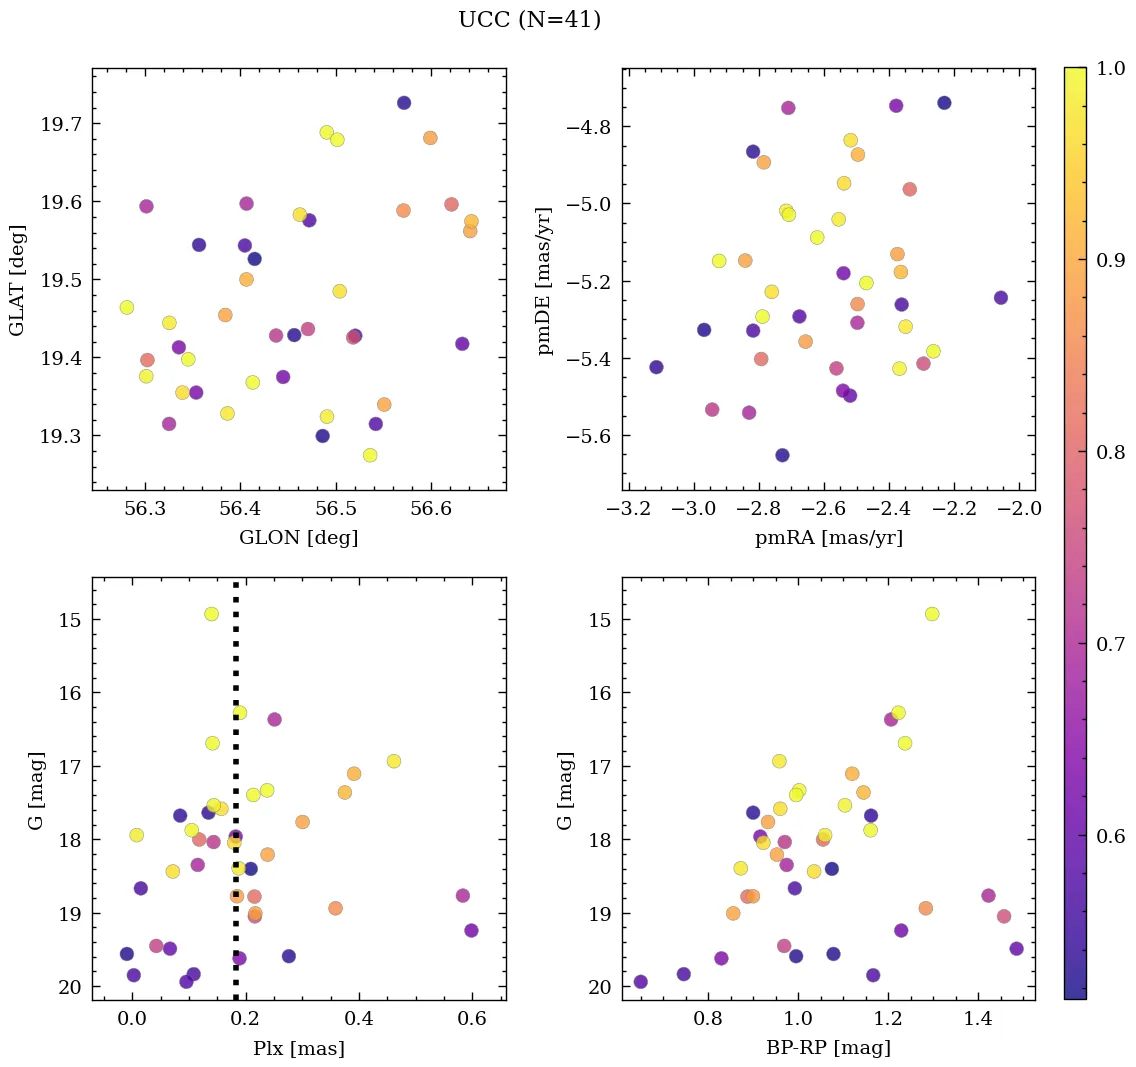 UCC (N=41)
19.7
19.6
19.5
19.4
19.3
GLAT [deg]
56.3 56.4 56.5 56.6
GLON [deg]
−4.8
−5.0
−5.2
−5.4
−5.6
pmDE [mas/yr]
−3.2 −3.0 −2.8 −2.6 −2.4 −2.2 −2.0
pmRA [mas/yr]
1.0
0.9
0.8
0.7
0.6
15
16
17
18
19
20
G [mag]
0.0 0.2 0.4 0.6
Plx [mas]
15
16
17
18
19
20
G [mag]
0.8 1.0 1.2 1.4
BP-RP [mag]